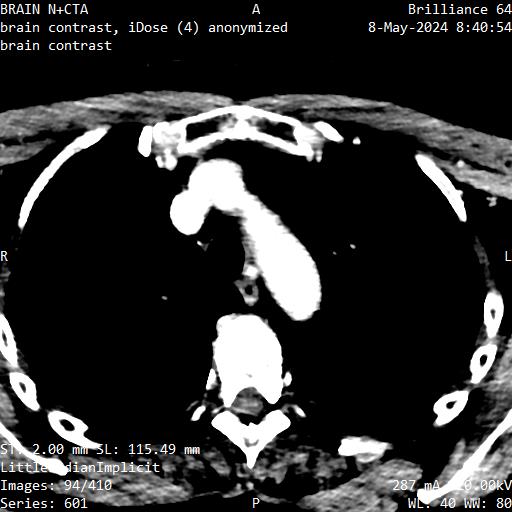 BRAIN N+CTA
A
Brilliance 64
brain contrast, iDose (4) anonymized
8-May-2024 8:40:54
brain contrast
R
L
ST: 2.00 mm SL: 115.49 mm
Images: 94/410
287 mA
Series: 601
P
WL: 40 WW: 80